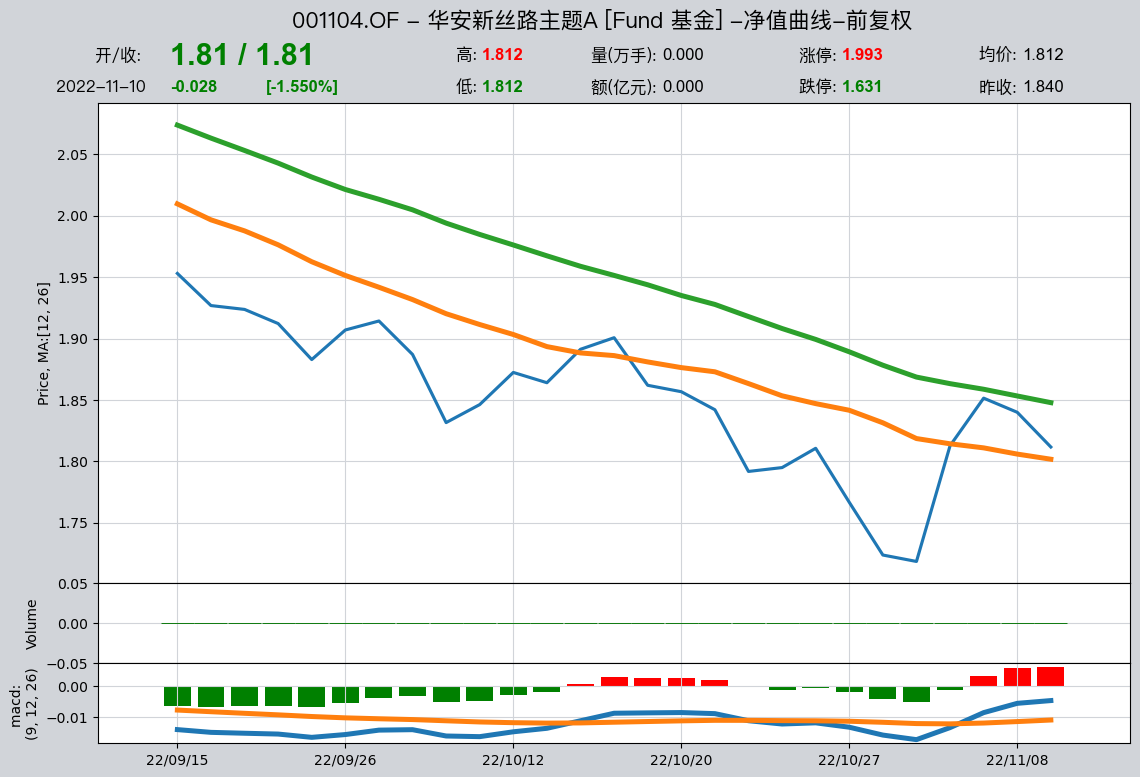 001104.OF – 华安新丝路主题A [Fund 基金] –净值曲线–前复权
开/收: 1.81 / 1.81 高: 1.812 量(万手): 0.000 涨停: 1.993 均价: 1.812
2022–11–10 -0.028 [-1.550%] 低: 1.812 额(亿元): 0.000 跌停: 1.631 昨收: 1.840
Price, MA:[12, 26]
2.05
2.00
1.95
1.90
1.85
1.80
1.75
Volume
0.05
0.00
−0.05
macd:
(9, 12, 26)
0.00
−0.01
22/09/15 22/09/26 22/10/12 22/10/20 22/10/27 22/11/08